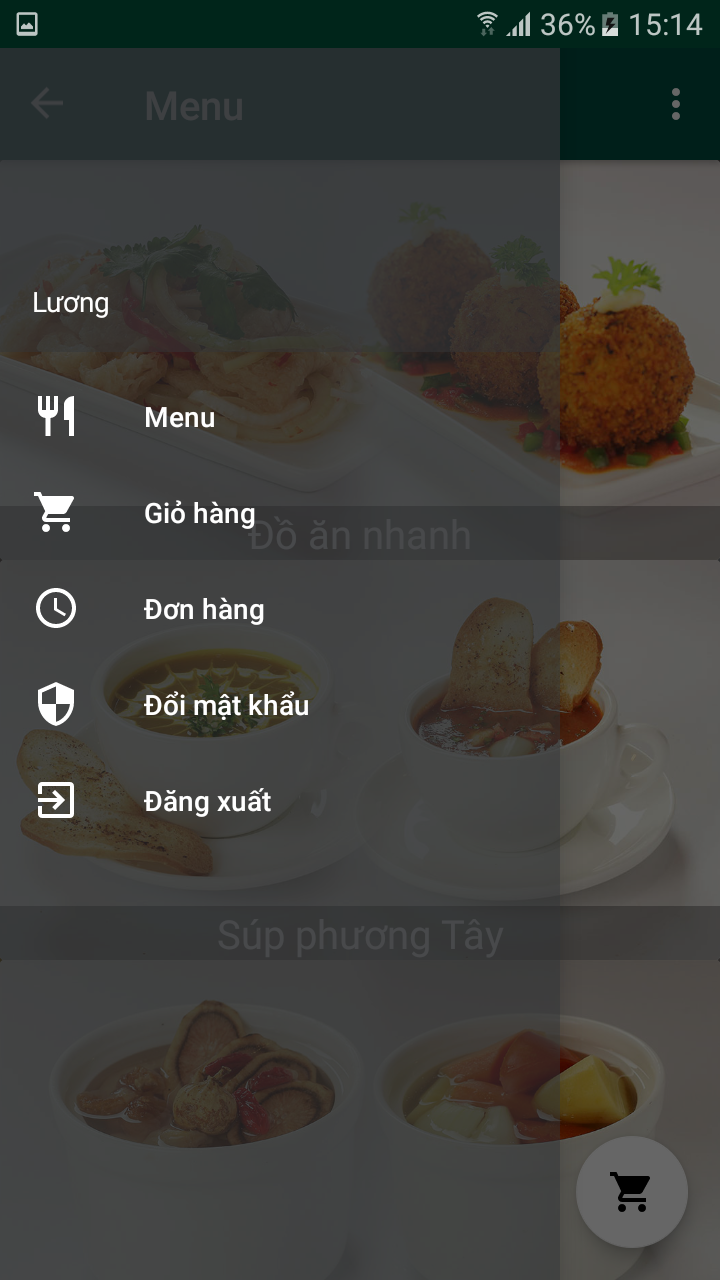 36% 15:14
Menu
Lương
Menu
Giỏ hàng
Đồ ăn nhanh
Đơn hàng
Đổi mật khẩu
Đăng xuất
Súp phương Tây